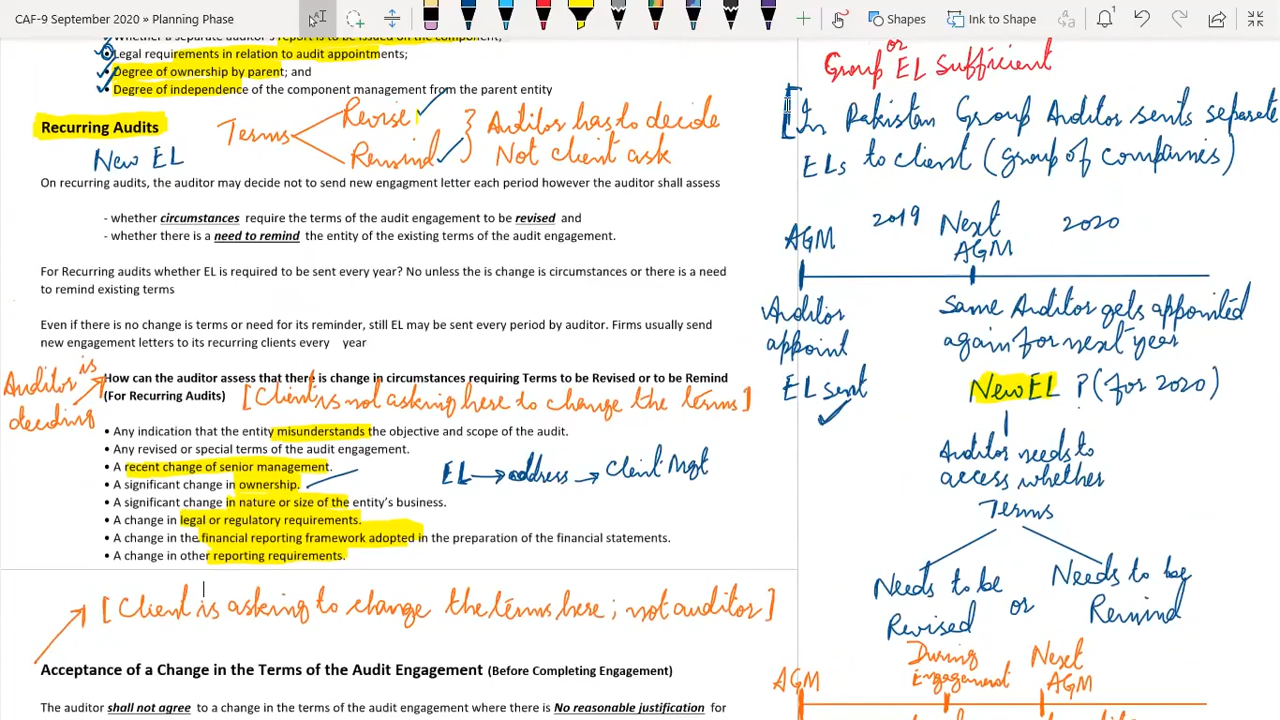 CAF-9 September 2020 » Planning Phase
Shapes
Ink to Shape
• Whether a separate auditor's report is to be issued on the component;
• Legal requirements in relation to audit appointments;
• Degree of ownership by parent; and
• Degree of independence of the component management from the parent entity
Recurring Audits
New EL
Terms
Revise
Remind
Auditor has to decide
Not client ask
On recurring audits, the auditor may decide not to send new engagment letter each period however the auditor shall assess
- whether circumstances require the terms of the audit engagement to be revised and
- whether there is a need to remind the entity of the existing terms of the audit engagement.
For Recurring audits whether EL is required to be sent every year? No unless the is change is circumstances or there is a need
to remind existing terms
Even if there is no change is terms or need for its reminder, still EL may be sent every period by auditor. Firms usually send
new engagement letters to its recurring clients every year
Auditor is
deciding
How can the auditor assess that there is change in circumstances requiring Terms to be Revised or to be Remind
(For Recurring Audits)
[Client is not asking here to change the terms]
• Any indication that the entity misunderstands the objective and scope of the audit.
• Any revised or special terms of the audit engagement.
• A recent change of senior management.
• A significant change in ownership.
EL → address → Client Mgt
• A significant change in nature or size of the entity's business.
• A change in legal or regulatory requirements.
• A change in the financial reporting framework adopted in the preparation of the financial statements.
• A change in other reporting requirements.
[Client is asking to change the terms here; not auditor]
Acceptance of a Change in the Terms of the Audit Engagement (Before Completing Engagement)
The auditor shall not agree to a change in the terms of the audit engagement where there is No reasonable justification for
or
Group EL Sufficient
[In Pakistan Group Auditor sents separate
ELs to client (group of companies)
2019
Next
2020
AGM
AGM
Auditor
appoint
EL sent
Same Auditor gets appointed
again for next year
New EL ? (for 2020)
Auditor needs to
access whether
Terms
Needs to be
Revised
or
Needs to be
Remind
AGM
During
Engagement
Next
AGM